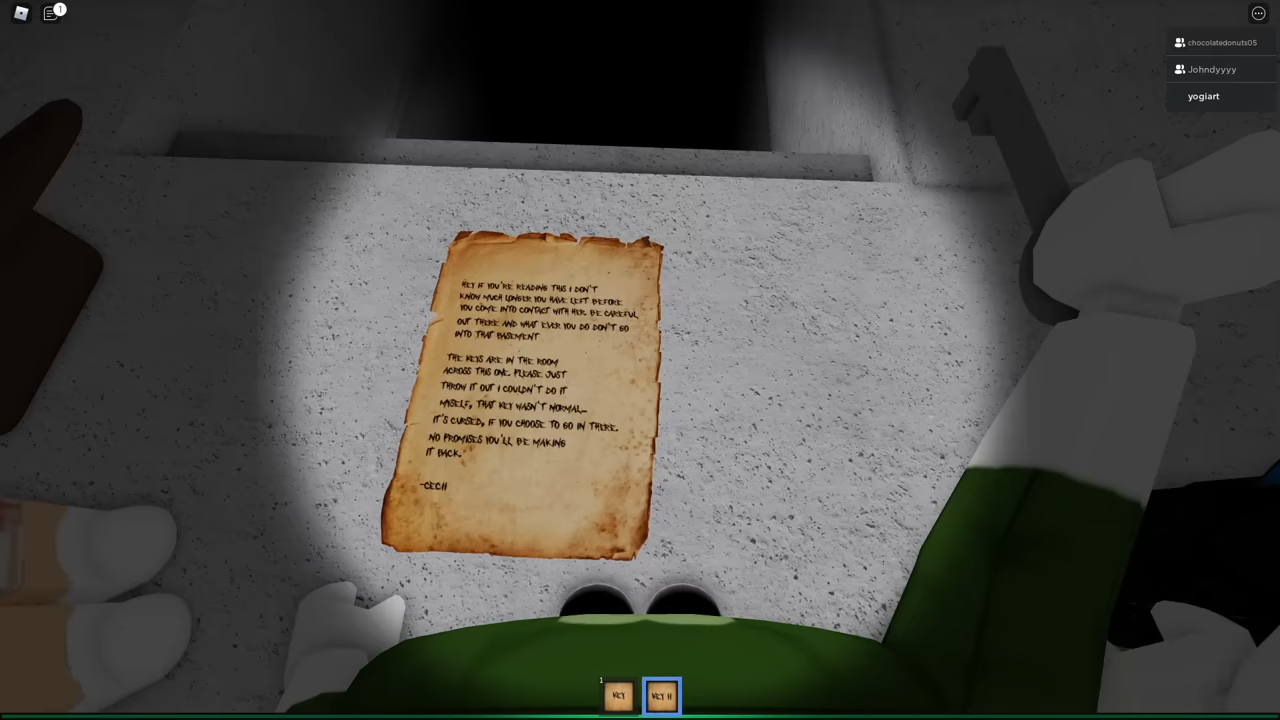 1
chocolatedonuts05
Johndyyyy
yogiart
HEY IF YOU'RE READING THIS I DON'T
KNOW MUCH LONGER YOU HAVE LEFT BEFORE
YOU COME INTO CONTACT WITH HER. BE CAREFUL
OUT THERE AND WHAT EVER YOU DO DON'T GO
INTO THAT BASEMENT
THE KEYS ARE IN THE ROOM
ACROSS THIS ONE. PLEASE JUST
THROW IT OUT I COULDN'T DO IT
MYSELF, THAT KEY WASN'T NORMAL...
IT'S CURSED, IF YOU CHOOSE TO GO IN THERE.
NO PROMISES YOU'LL BE MAKING
IT BACK.
-CECH
1
KEY
KEY H